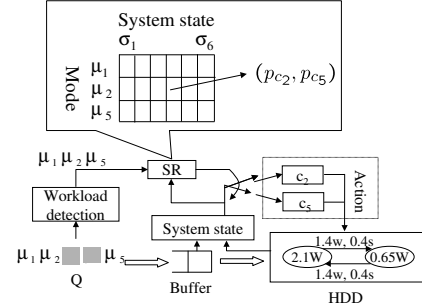 System state
σ1 σ6
Mode
μ1
μ2
μ5
(pc2, pc5)
μ1 μ2 μ5
SR
c2
c5
Action
Workload
detection
System state
1.4w, 0.4s
2.1W
0.65W
1.4w, 0.4s
μ1 μ2 μ5
Q
Buffer
HDD